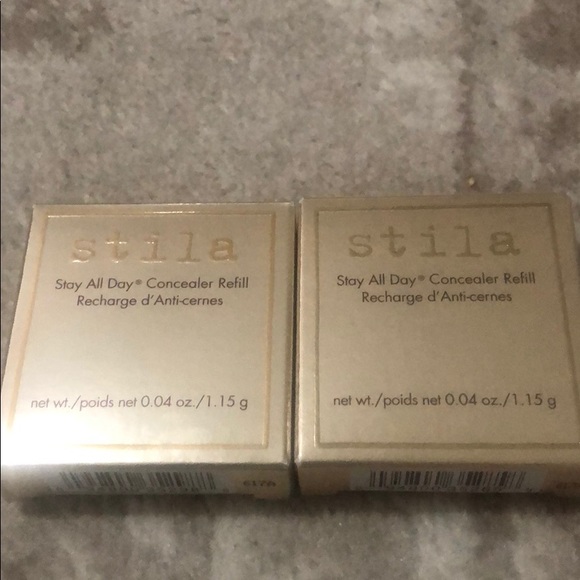 stila
Stay All Day® Concealer Refill
Recharge d'Anti-cernes
net wt./poids net 0.04 oz./1.15 g
stila
Stay All Day® Concealer Refill
Recharge d'Anti-cernes
net wt./poids net 0.04 oz./1.15 g